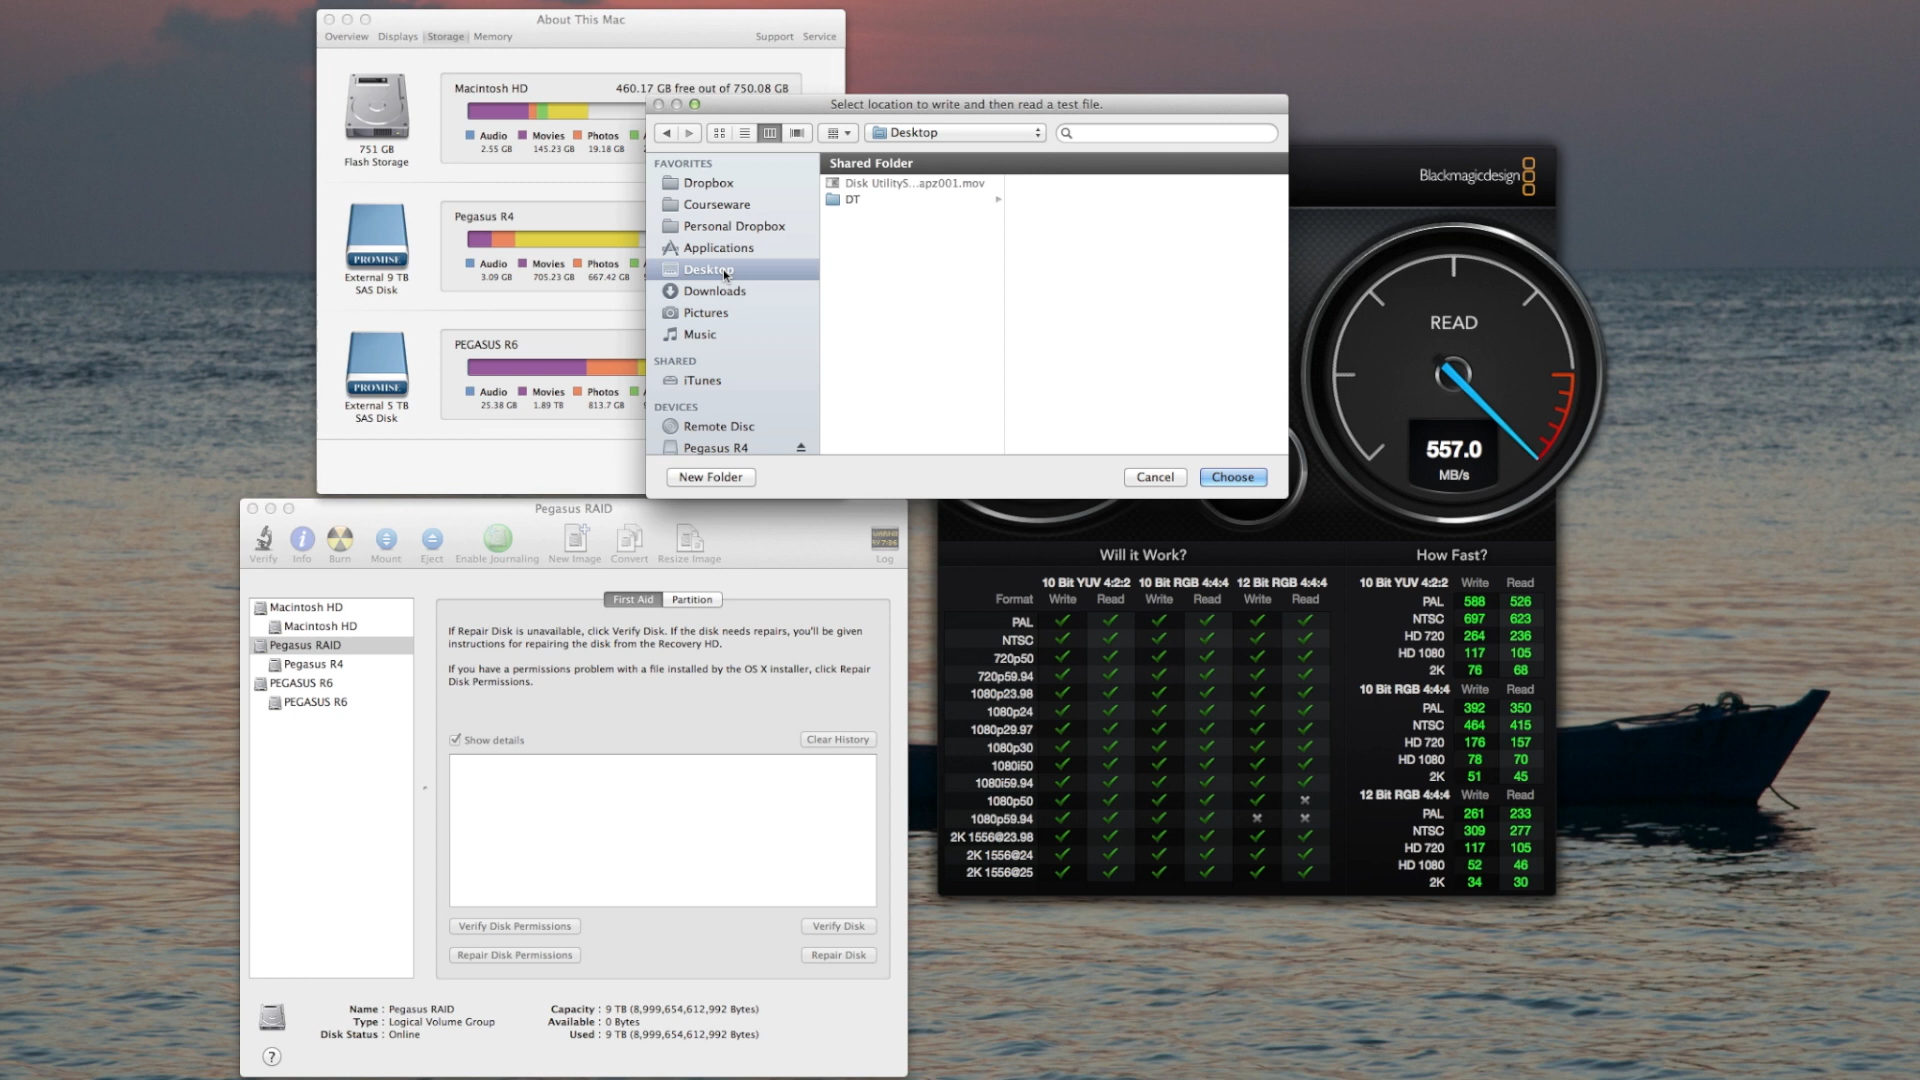 About This Mac
Overview Displays Storage Memory Support Service
Macintosh HD 460.17 GB free out of 750.08 GB
Audio Movies Photos
2.55 GB 145.23 GB 19.18 GB
751 GB
Flash Storage
Pegasus R4
Audio Movies Photos
3.09 GB 705.23 GB 667.42 GB
PROMISE
External 9 TB
SAS Disk
PEGASUS R6
Audio Movies Photos
25.38 GB 1.89 TB 813.7 GB
PROMISE
External 5 TB
SAS Disk
Select location to write and then read a test file.
Desktop
FAVORITES
Dropbox
Courseware
Personal Dropbox
Applications
Desktop
Downloads
Pictures
Music
SHARED
iTunes
DEVICES
Remote Disc
Pegasus R4
Shared Folder
Disk UtilityS...apz001.mov
DT
New Folder Cancel Choose
Blackmagicdesign
READ
557.0
MB/s
Will it Work?
10 Bit YUV 4:2:2 10 Bit RGB 4:4:4 12 Bit RGB 4:4:4
Format Write Read Write Read Write Read
PAL
NTSC
720p50
720p59.94
1080p23.98
1080p24
1080p29.97
1080p30
1080i50
1080i59.94
1080p50
1080p59.94
2K 1556@23.98
2K 1556@24
2K 1556@25
How Fast?
10 Bit YUV 4:2:2 Write Read
PAL 588 526
NTSC 697 623
HD 720 264 236
HD 1080 117 105
2K 76 68
10 Bit RGB 4:4:4 Write Read
PAL 392 350
NTSC 464 415
HD 720 176 157
HD 1080 78 70
2K 51 45
12 Bit RGB 4:4:4 Write Read
PAL 261 233
NTSC 309 277
HD 720 117 105
HD 1080 52 46
2K 34 30
Pegasus RAID
Verify Info Burn Mount Eject Enable Journaling New Image Convert Resize Image Log
Macintosh HD
Macintosh HD
Pegasus RAID
Pegasus R4
PEGASUS R6
PEGASUS R6
First Aid Partition
If Repair Disk is unavailable, click Verify Disk. If the disk needs repairs, you'll be given
instructions for repairing the disk from the Recovery HD.
If you have a permissions problem with a file installed by the OS X installer, click Repair
Disk Permissions.
Show details Clear History
Verify Disk Permissions Verify Disk
Repair Disk Permissions Repair Disk
Name : Pegasus RAID Capacity : 9 TB (8,999,654,612,992 Bytes)
Type : Logical Volume Group Available : 0 Bytes
Disk Status : Online Used : 9 TB (8,999,654,612,992 Bytes)
?